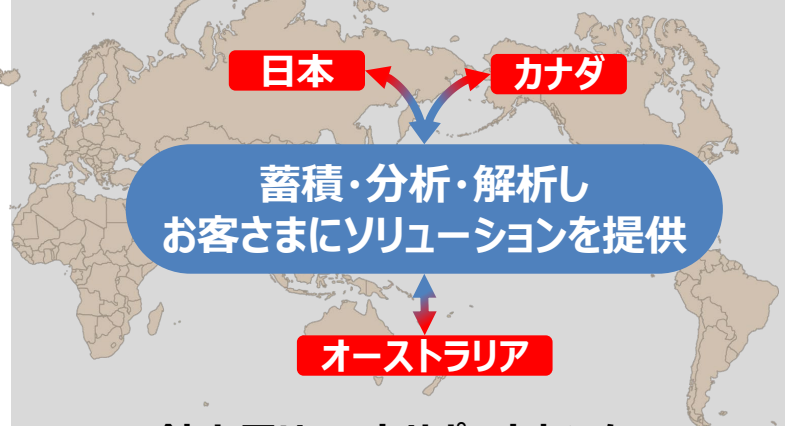 日本
カナダ
蓄積・分析・解析し
お客さまにソリューションを提供
オーストラリア